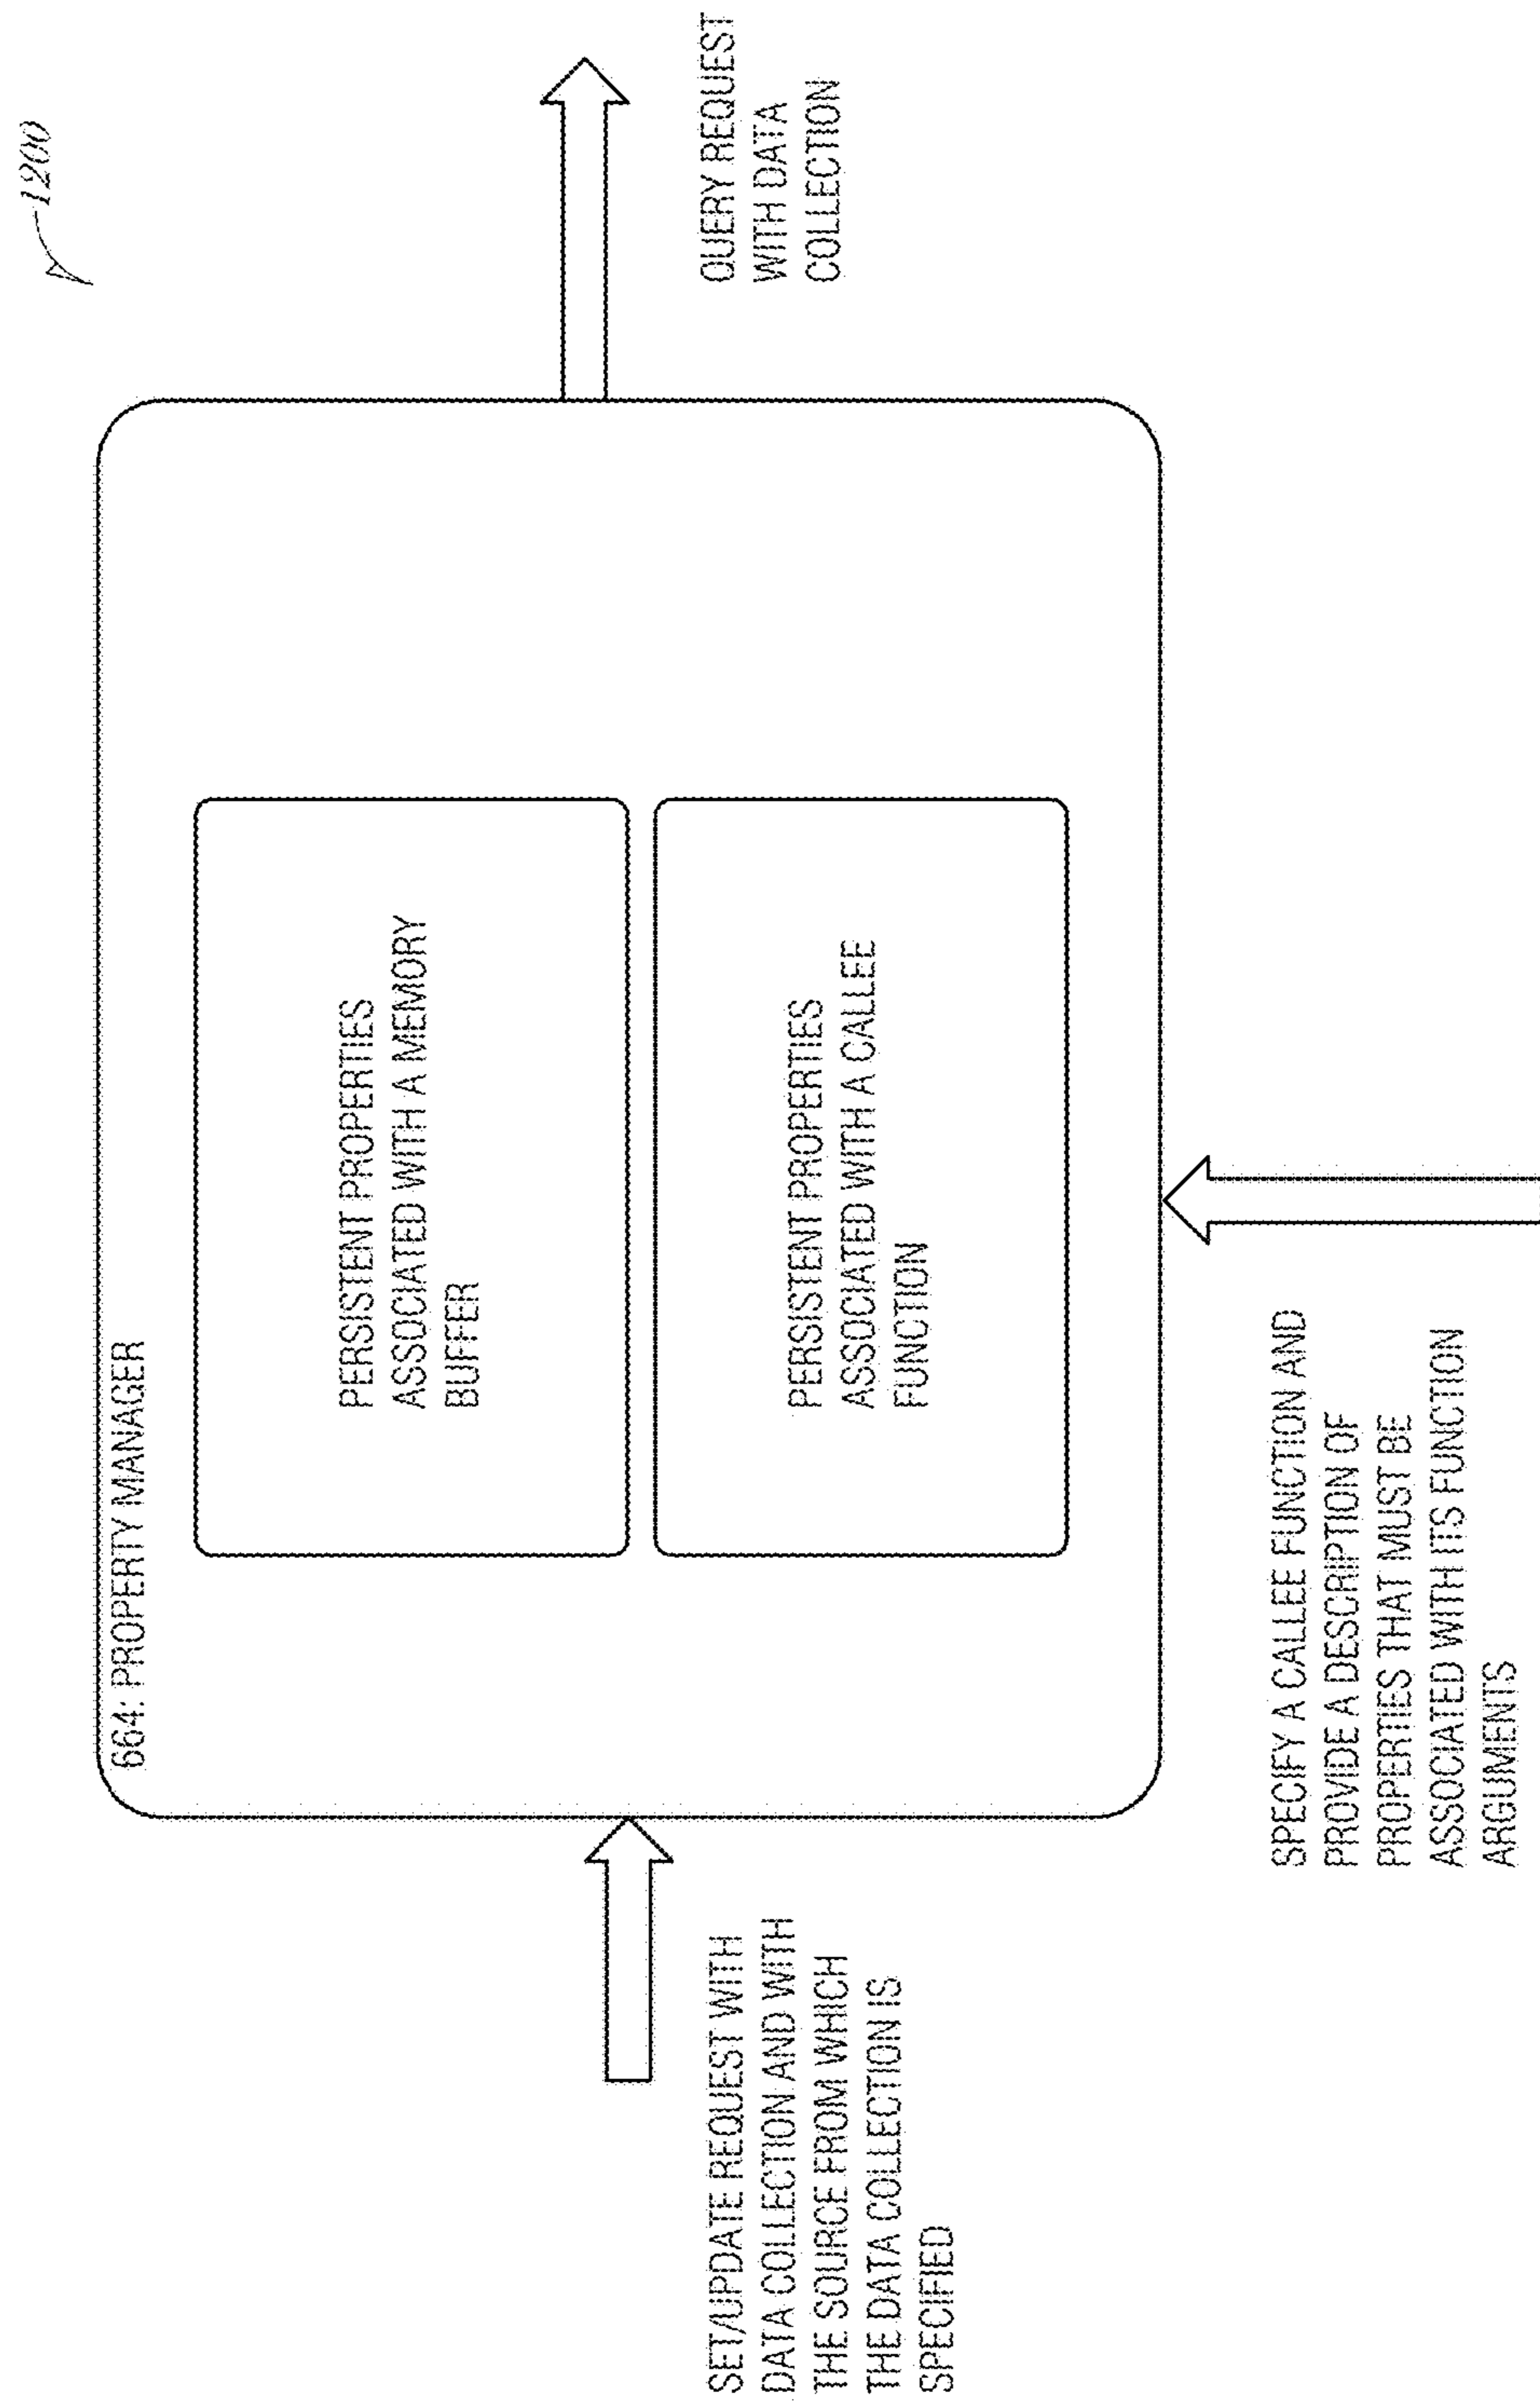 1200
664: PROPERTY MANAGER
PERSISTENT PROPERTIES
ASSOCIATED WITH A MEMORY
BUFFER
PERSISTENT PROPERTIES
ASSOCIATED WITH A CALLEE
FUNCTION
SET/UPDATE REQUEST WITH
DATA COLLECTION AND WITH
THE SOURCE FROM WHICH
THE DATA COLLECTION IS
SPECIFIED
QUERY REQUEST
WITH DATA
COLLECTION
SPECIFY A CALLEE FUNCTION AND
PROVIDE A DESCRIPTION OF
PROPERTIES THAT MUST BE
ASSOCIATED WITH ITS FUNCTION
ARGUMENTS